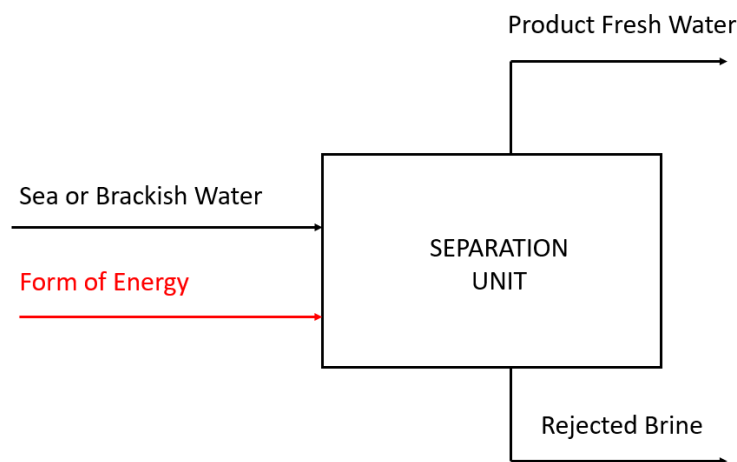 Product Fresh Water
Sea or Brackish Water
SEPARATION
UNIT
Form of Energy
Rejected Brine